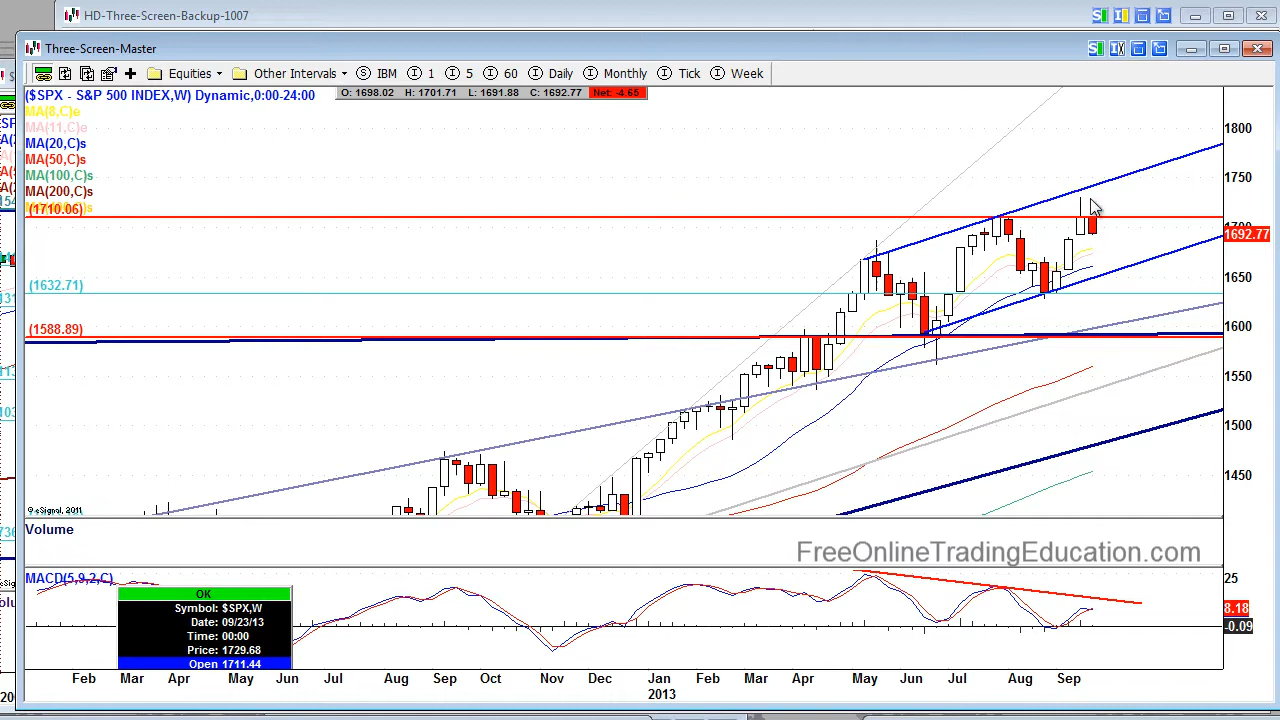 HD-Three-Screen-Backup-1007
Three-Screen-Master
Equities Other Intervals IBM 1 5 60 Daily Monthly Tick Week
($SPX - S&P 500 INDEX,W) Dynamic,0:00-24:00
O: 1698.02 H: 1701.71 L: 1691.88 C: 1692.77 Net: -4.65
MA(8,C)e
MA(11,C)e
MA(20,C)s
MA(50,C)s
MA(100,C)s
MA(200,C)s
(1710.06)
(1632.71)
(1588.89)
1800
1750
1692.77
1650
1600
1550
1500
1450
© eSignal, 2011
Volume
FreeOnlineTradingEducation.com
MACD(5,9,2,C)
25
8.18
-0.09
OK
Symbol: $SPX,W
Date: 09/23/13
Time: 00:00
Price: 1729.68
Open 1711.44
Feb Mar Apr May Jun Jul Aug Sep Oct Nov Dec Jan Feb Mar Apr May Jun Jul Aug Sep
2013